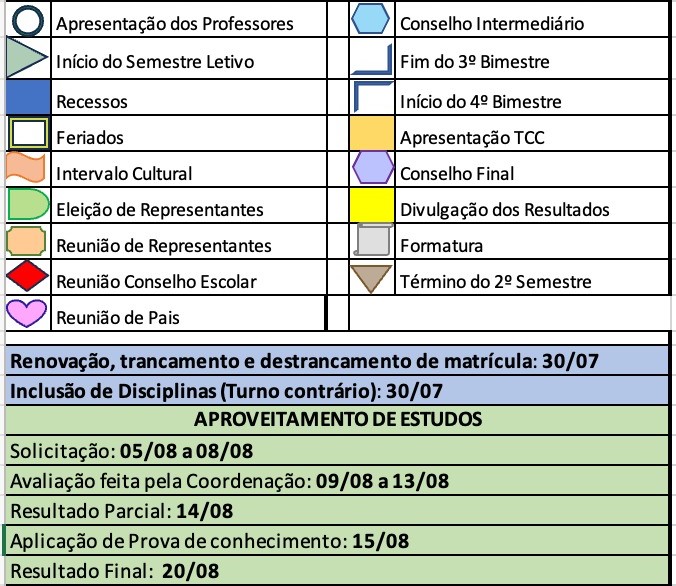 Apresentação dos Professores
Conselho Intermediário
Início do Semestre Letivo
Fim do 3º Bimestre
Recessos
Início do 4º Bimestre
Feriados
Apresentação TCC
Intervalo Cultural
Conselho Final
Eleição de Representantes
Divulgação dos Resultados
Reunião de Representantes
Formatura
Reunião Conselho Escolar
Término do 2º Semestre
Reunião de Pais
Renovação, trancamento e destrancamento de matrícula: 30/07
Inclusão de Disciplinas (Turno contrário): 30/07
APROVEITAMENTO DE ESTUDOS
Solicitação: 05/08 a 08/08
Avaliação feita pela Coordenação: 09/08 a 13/08
Resultado Parcial: 14/08
Aplicação de Prova de conhecimento: 15/08
Resultado Final: 20/08